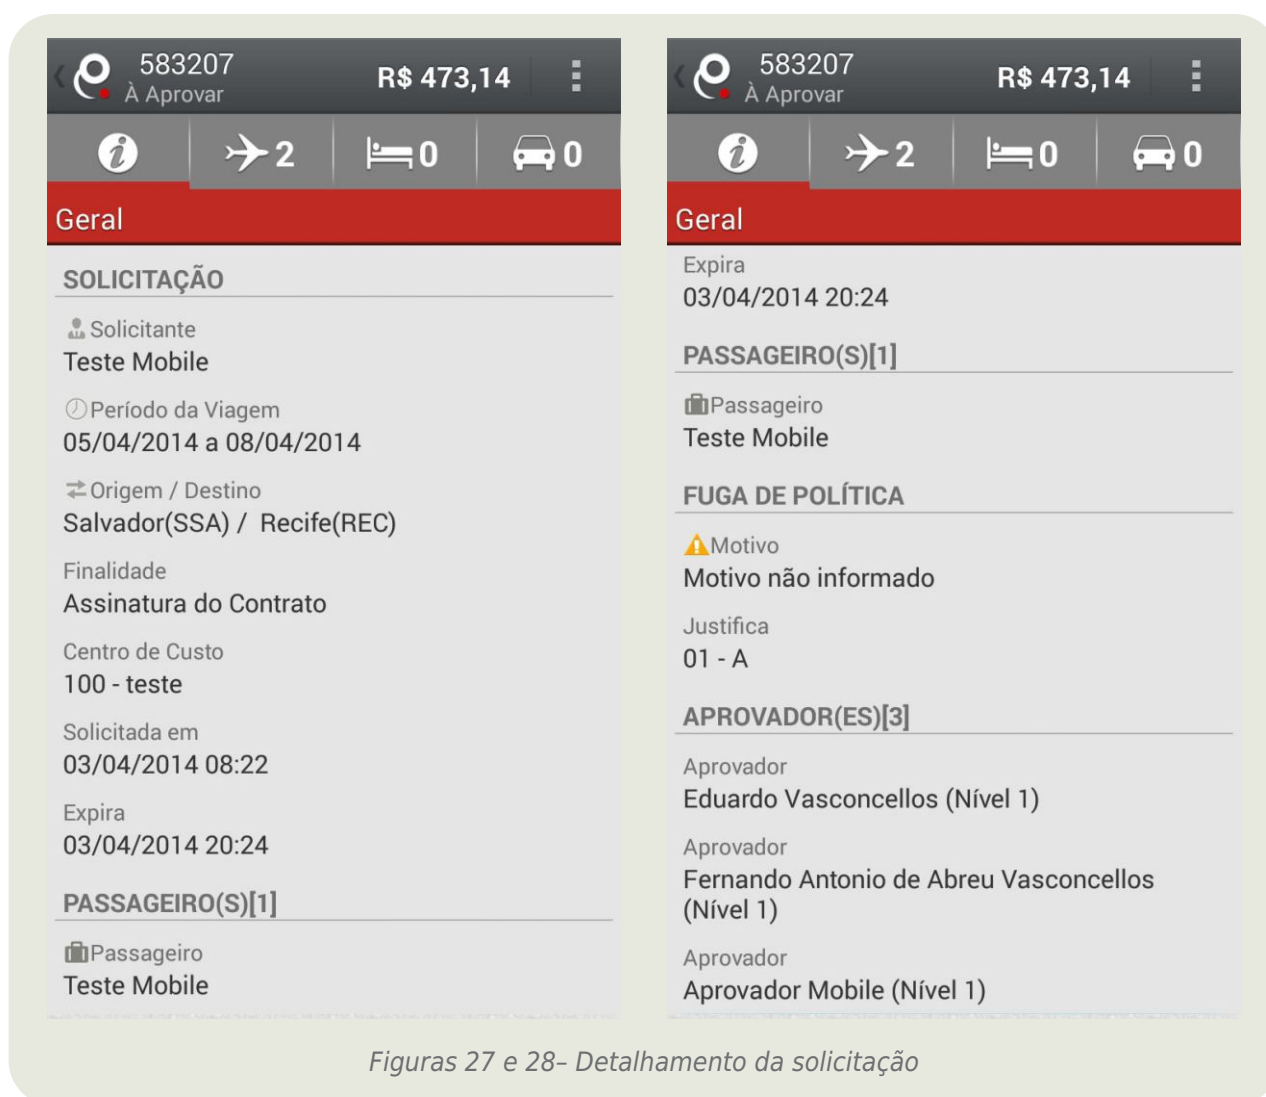 583207
À Aprovar
R$ 473,14
2
0
0
Geral
SOLICITAÇÃO
Solicitante
Teste Mobile
Período da Viagem
05/04/2014 a 08/04/2014
Origem / Destino
Salvador(SSA) / Recife(REC)
Finalidade
Assinatura do Contrato
Centro de Custo
100 - teste
Solicitada em
03/04/2014 08:22
Expira
03/04/2014 20:24
PASSAGEIRO(S)[1]
Passageiro
Teste Mobile
583207
À Aprovar
R$ 473,14
2
0
0
Geral
Expira
03/04/2014 20:24
PASSAGEIRO(S)[1]
Passageiro
Teste Mobile
FUGA DE POLÍTICA
Motivo
Motivo não informado
Justifica
01 - A
APROVADOR(ES)[3]
Aprovador
Eduardo Vasconcellos (Nível 1)
Aprovador
Fernando Antonio de Abreu Vasconcellos
(Nível 1)
Aprovador
Aprovador Mobile (Nível 1)
Figuras 27 e 28– Detalhamento da solicitação